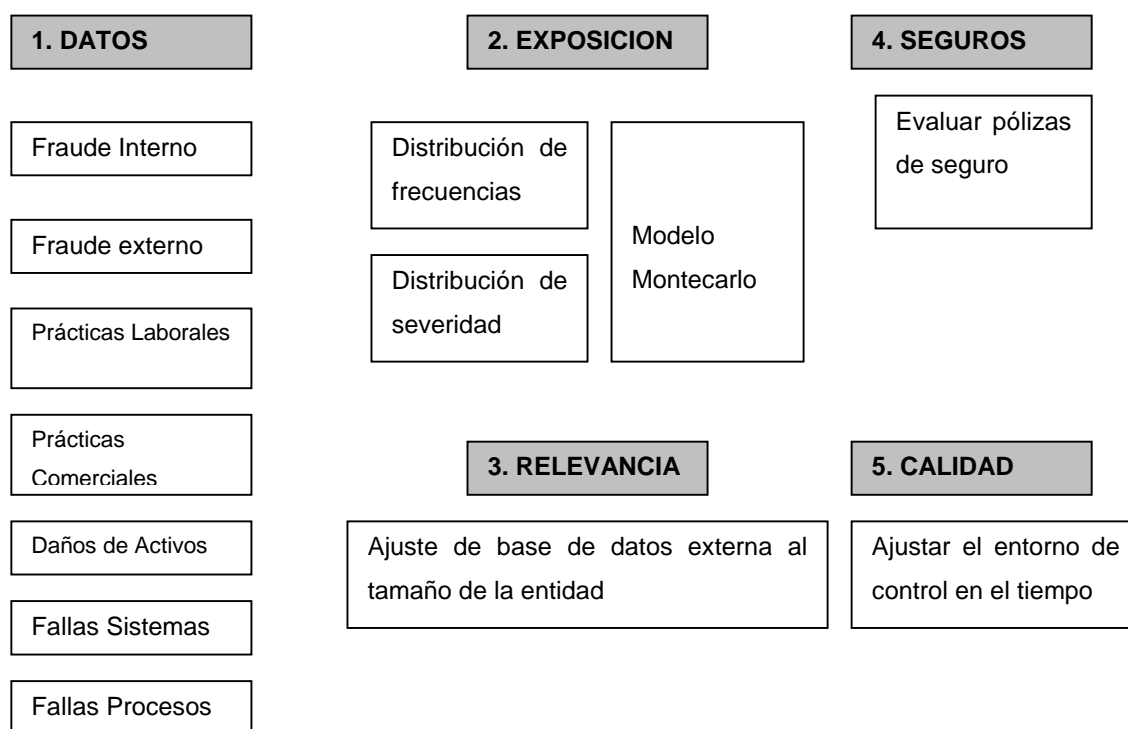 1. DATOS
Fraude Interno
Fraude externo
Prácticas Laborales
Prácticas
Comerciales
Daños de Activos
Fallas Sistemas
Fallas Procesos
2. EXPOSICION
Distribución de
frecuencias
Distribución de
severidad
Modelo
Montecarlo
3. RELEVANCIA
Ajuste de base de datos externa al
tamaño de la entidad
4. SEGUROS
Evaluar pólizas
de seguro
5. CALIDAD
Ajustar el entorno de
control en el tiempo